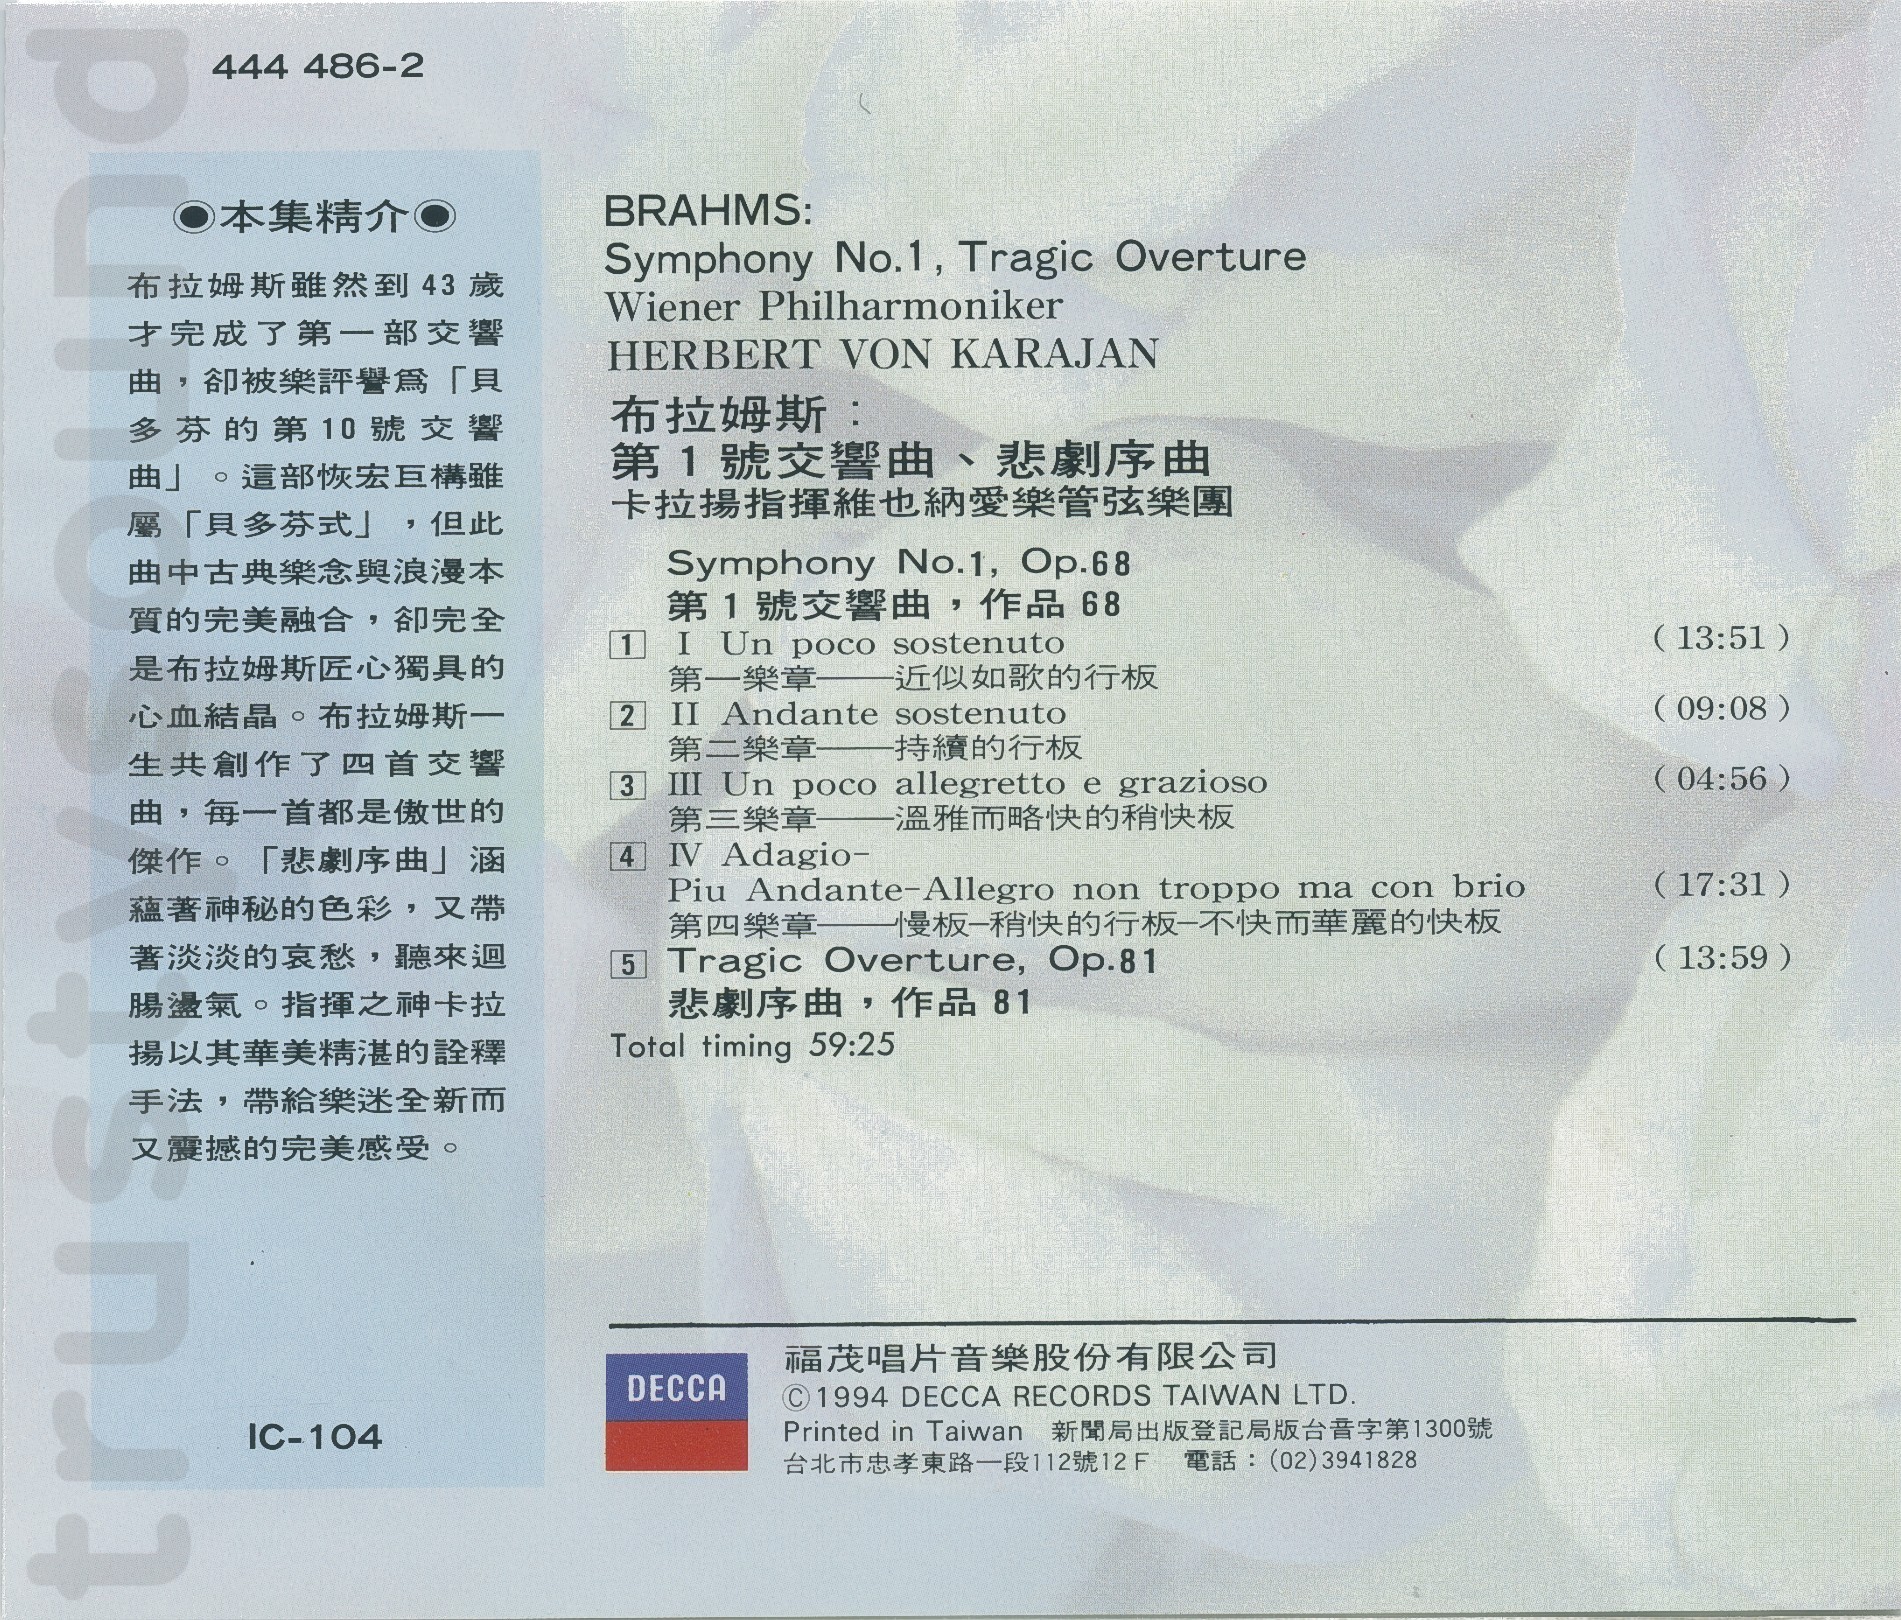 444 486-2
trust your sound
◉本集精介◉
布拉姆斯雖然到43歲
才完成了第一部交響
曲，卻被樂評譽爲「貝
多芬的第10號交響
曲」。這部恢宏巨構雖
屬「貝多芬式」，但此
曲中古典樂念與浪漫本
質的完美融合，卻完全
是布拉姆斯匠心獨具的
心血結晶。布拉姆斯一
生共創作了四首交響
曲，每一首都是傲世的
傑作。「悲劇序曲」涵
蘊著神秘的色彩，又帶
著淡淡的哀愁，聽來迴
腸盪氣。指揮之神卡拉
揚以其華美精湛的詮釋
手法，帶給樂迷全新而
又震撼的完美感受。
IC-104
BRAHMS:
Symphony No.1, Tragic Overture
Wiener Philharmoniker
HERBERT VON KARAJAN
布拉姆斯：
第1號交響曲、悲劇序曲
卡拉揚指揮維也納愛樂管弦樂團
Symphony No.1, Op.68
第1號交響曲，作品68
1 I Un poco sostenuto (13:51)
第一樂章——近似如歌的行板
2 II Andante sostenuto (09:08)
第二樂章——持續的行板
3 III Un poco allegretto e grazioso (04:56)
第三樂章——溫雅而略快的稍快板
4 IV Adagio-
Piu Andante-Allegro non troppo ma con brio (17:31)
第四樂章——慢板-稍快的行板-不快而華麗的快板
5 Tragic Overture, Op.81 (13:59)
悲劇序曲，作品81
Total timing 59:25
DECCA
福茂唱片音樂股份有限公司
©1994 DECCA RECORDS TAIWAN LTD.
Printed in Taiwan 新聞局出版登記局版台音字第1300號
台北市忠孝東路一段112號12F 電話：(02)3941828